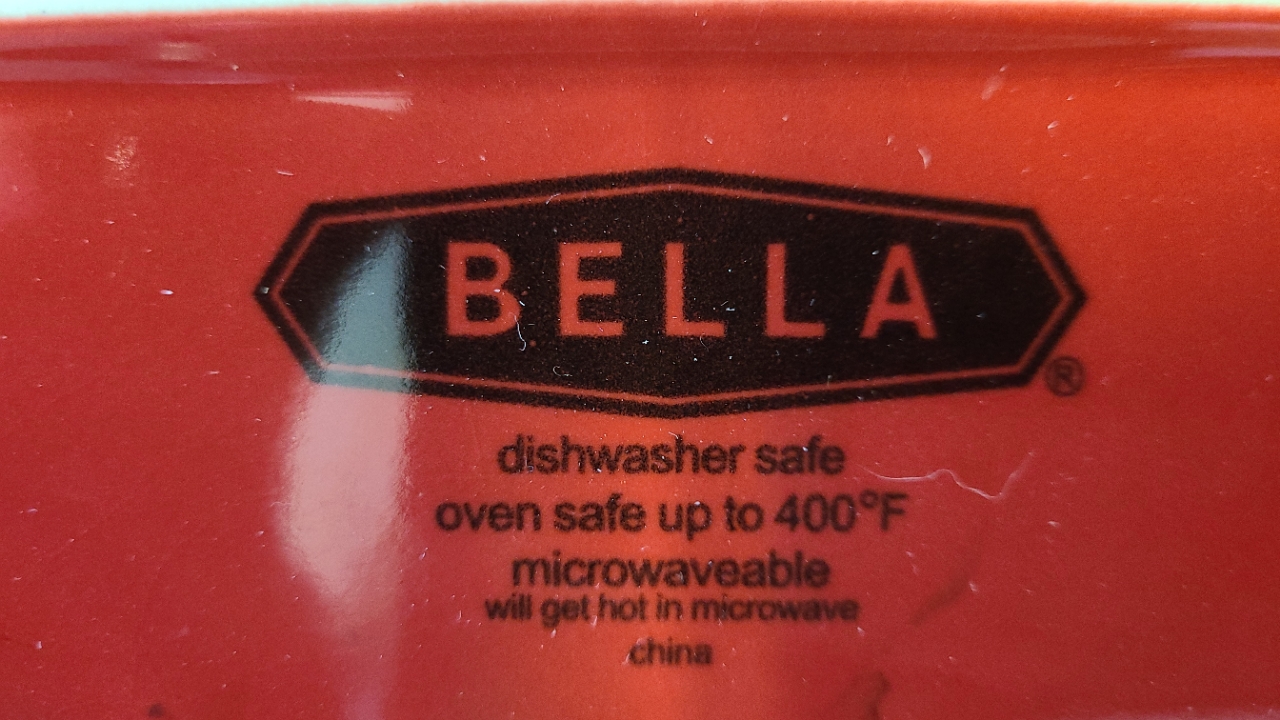 BELLA®
dishwasher safe
oven safe up to 400°F
microwaveable
will get hot in microwave
china